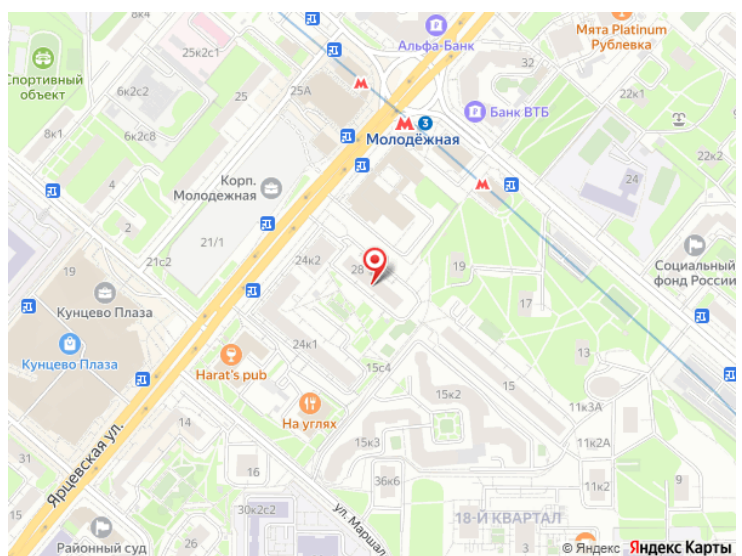 8к4
Мята Platinum
Рублевка
25к2с1
Альфа-Банк
Спортивный
объект
32
6к2с2
25
25А
22к1
Банк ВТБ
3
8к1
6к2с8
Молодёжная
22к2
Корп.
Молодежная
4
24
2
21/1
24к2
Социальный
фонд России
21с2
19
28
19
Кунцево Плаза
17
Кунцево Плаза
24к1
13
Harat's pub
15с4
15
15к2
11к3А
На углях
14
15к3
11к2А
Ярцевская ул.
16
36к6
11к2
9
30к2с2
ул. Маршал
18-Й КВАРТАЛ
Районный суд
26
3
© Яндекс Яндекс Карты